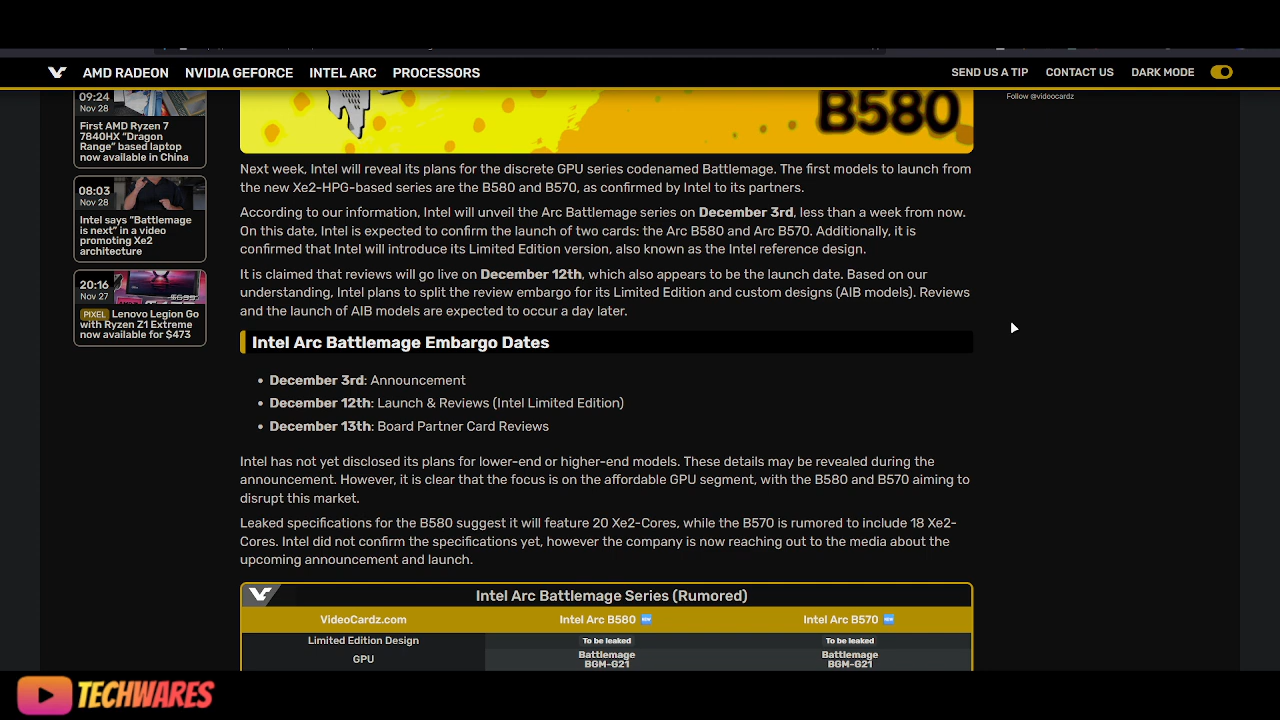 AMD RADEON NVIDIA GEFORCE INTEL ARC PROCESSORS SEND US A TIP CONTACT US DARK MODE
Follow @videocardz
09:24
Nov 28
First AMD Ryzen 7
7840HX "Dragon
Range" based laptop
now available in China
08:03
Nov 28
Intel says "Battlemage
is next" in a video
promoting Xe2
architecture
20:16
Nov 27
PIXEL Lenovo Legion Go
with Ryzen Z1 Extreme
now available for $473
B580
Next week, Intel will reveal its plans for the discrete GPU series codenamed Battlemage. The first models to launch from
the new Xe2-HPG-based series are the B580 and B570, as confirmed by Intel to its partners.
According to our information, Intel will unveil the Arc Battlemage series on December 3rd, less than a week from now.
On this date, Intel is expected to confirm the launch of two cards: the Arc B580 and Arc B570. Additionally, it is
confirmed that Intel will introduce its Limited Edition version, also known as the Intel reference design.
It is claimed that reviews will go live on December 12th, which also appears to be the launch date. Based on our
understanding, Intel plans to split the review embargo for its Limited Edition and custom designs (AIB models). Reviews
and the launch of AIB models are expected to occur a day later.
Intel Arc Battlemage Embargo Dates
• December 3rd: Announcement
• December 12th: Launch & Reviews (Intel Limited Edition)
• December 13th: Board Partner Card Reviews
Intel has not yet disclosed its plans for lower-end or higher-end models. These details may be revealed during the
announcement. However, it is clear that the focus is on the affordable GPU segment, with the B580 and B570 aiming to
disrupt this market.
Leaked specifications for the B580 suggest it will feature 20 Xe2-Cores, while the B570 is rumored to include 18 Xe2-
Cores. Intel did not confirm the specifications yet, however the company is now reaching out to the media about the
upcoming announcement and launch.
Intel Arc Battlemage Series (Rumored)
VideoCardz.com Intel Arc B580 NEW Intel Arc B570 NEW
Limited Edition Design To be leaked To be leaked
GPU Battlemage Battlemage
BGM-G21 BGM-G21
TECHWARES